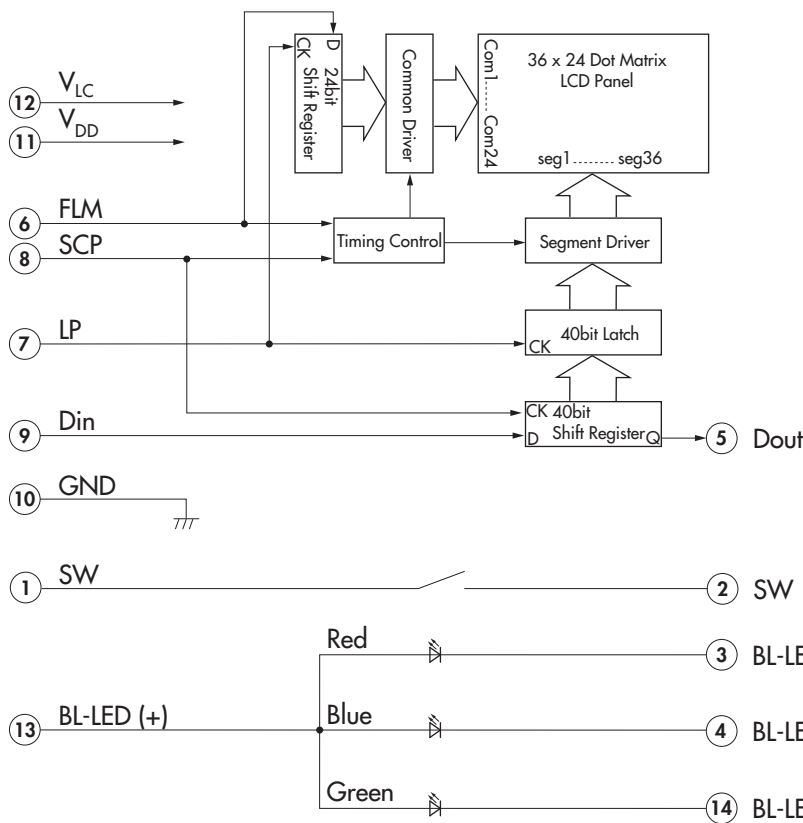 D
CK
24bit
Shift Register
Common Driver
Com1........Com24
36 x 24 Dot Matrix
LCD Panel
seg1......... seg36
12 VLC
11 VDD
6 FLM
8 SCP
Timing Control
Segment Driver
7 LP
40bit Latch
CK
CK 40bit
Shift Register
D
Q
9 Din
5 Dout
10 GND
1 SW
2 SW
Red
3 BL-LE
13 BL-LED (+)
Blue
4 BL-LE
Green
14 BL-LE